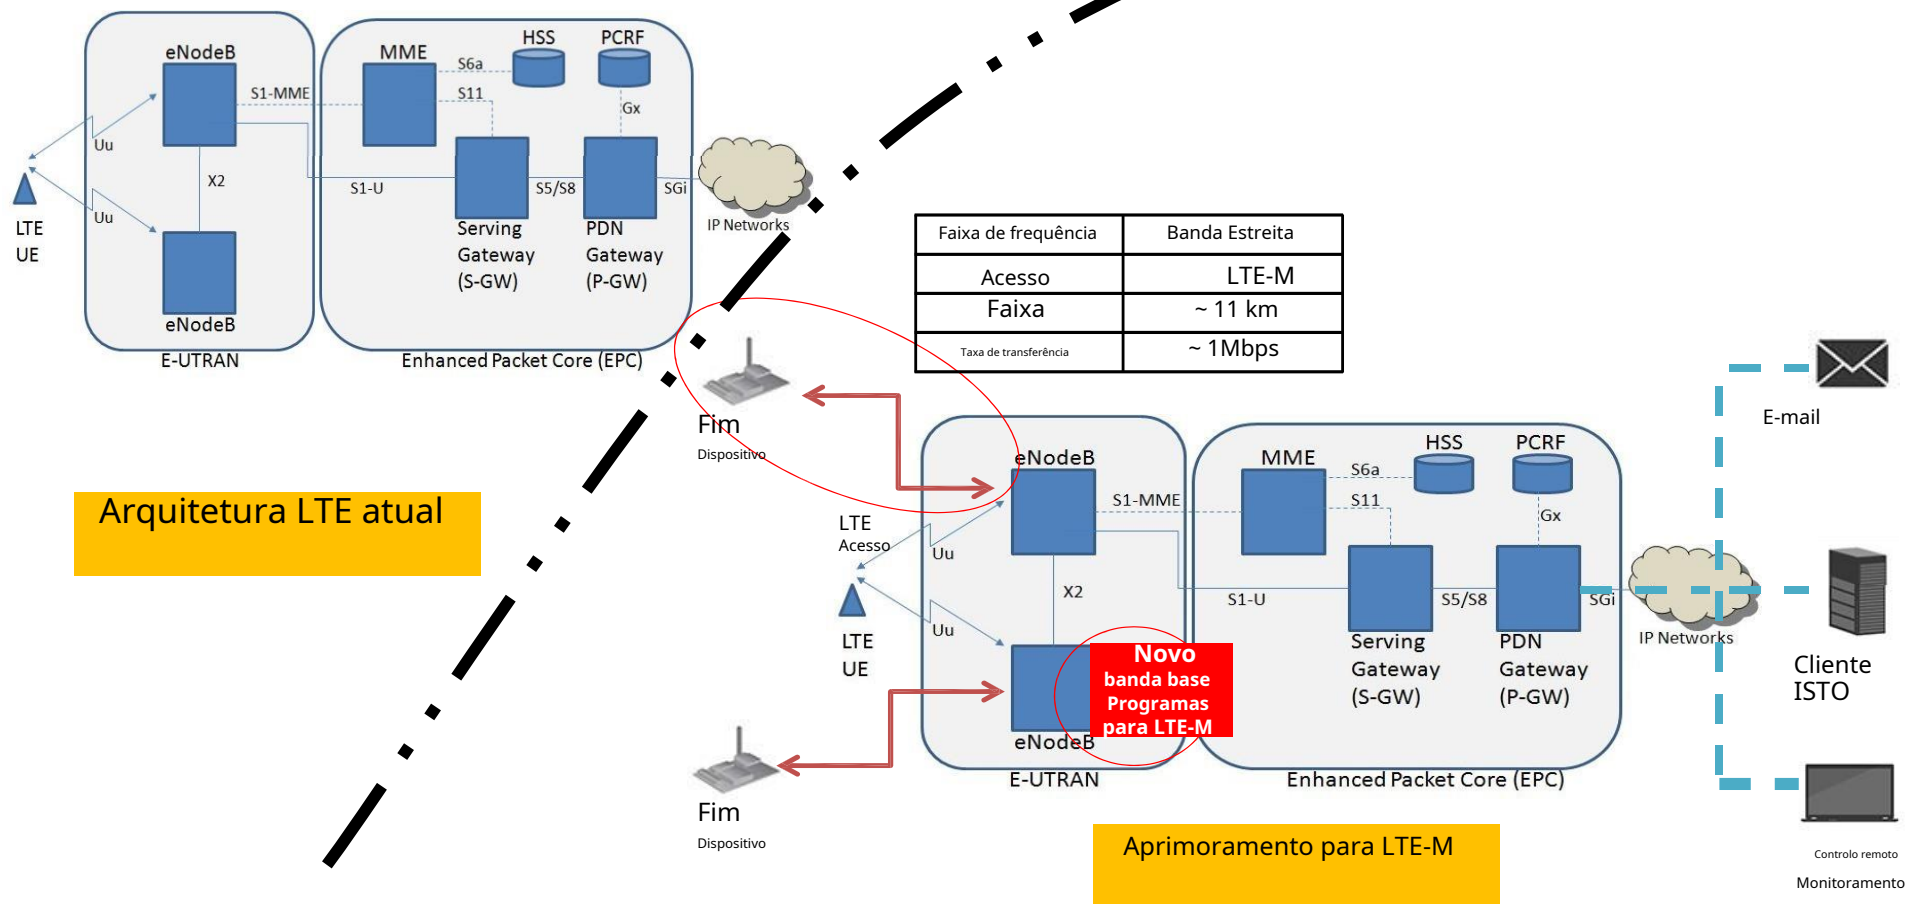 eNodeB
MME
HSS
PCRF
S6a
S1-MME
S11
Gx
Uu
X2
S1-U
S5/S8
SGi
Uu
LTE
UE
Serving
Gateway
(S-GW)
PDN
Gateway
(P-GW)
IP Networks
eNodeB
E-UTRAN
Enhanced Packet Core (EPC)
Arquitetura LTE atual
Faixa de frequência
Banda Estreita
Acesso
LTE-M
Faixa
~ 11 km
Taxa de transferência
~ 1Mbps
Fim
Dispositivo
eNodeB
MME
HSS
PCRF
S6a
S1-MME
S11
Gx
LTE
Acesso
Uu
X2
S1-U
S5/S8
SGi
Uu
LTE
UE
Serving
Gateway
(S-GW)
PDN
Gateway
(P-GW)
IP Networks
Novo
banda base
Programas
para LTE-M
eNodeB
E-UTRAN
Enhanced Packet Core (EPC)
Fim
Dispositivo
Aprimoramento para LTE-M
E-mail
Cliente
ISTO
Controlo remoto
Monitoramento